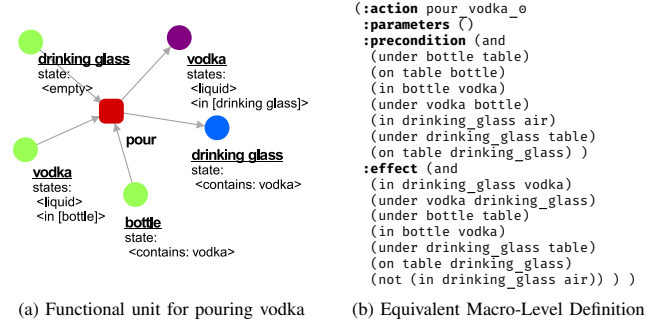 drinking glass
state:
<empty>
vodka
states:
<liquid>
<in [drinking glass]>
pour
drinking glass
state:
<contains: vodka>
vodka
states:
<liquid>
<in [bottle]>
bottle
state:
<contains: vodka>
(a) Functional unit for pouring vodka
(:action pour_vodka_0
:parameters ()
:precondition (and
(under bottle table)
(on table bottle)
(in bottle vodka)
(under vodka bottle)
(in drinking_glass air)
(under drinking_glass table)
(on table drinking_glass) )
:effect (and
(in drinking_glass vodka)
(under vodka drinking_glass)
(under bottle table)
(in bottle vodka)
(under drinking_glass table)
(on table drinking_glass)
(not (in drinking_glass air)) ) )
(b) Equivalent Macro-Level Definition